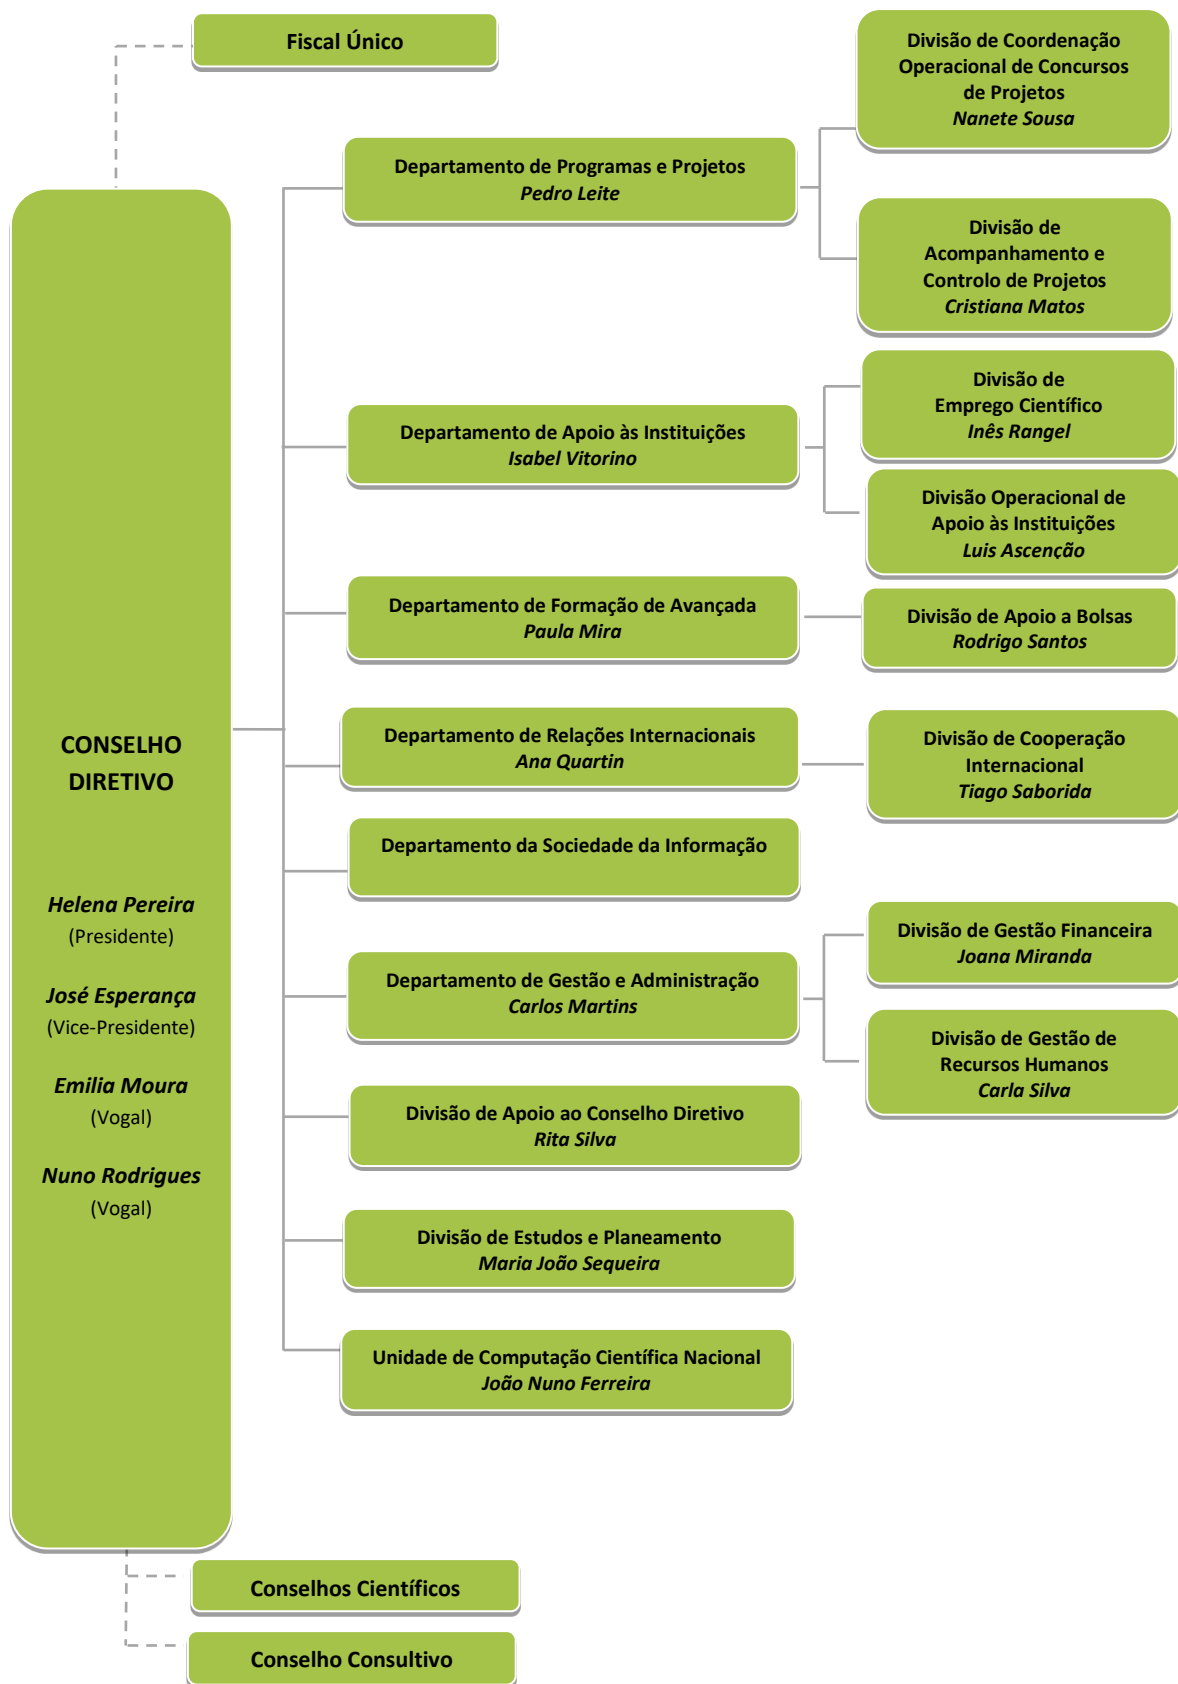 Fiscal Único
Divisão de Coordenação
Operacional de Concursos
de Projetos
Nanete Sousa
Departamento de Programas e Projetos
Pedro Leite
Divisão de
Acompanhamento e
Controlo de Projetos
Cristiana Matos
Departamento de Apoio às Instituições
Isabel Vitorino
Divisão de
Emprego Científico
Inês Rangel
Divisão Operacional de
Apoio às Instituições
Luis Ascenção
Departamento de Formação de Avançada
Paula Mira
Divisão de Apoio a Bolsas
Rodrigo Santos
CONSELHO
DIRETIVO
Helena Pereira
(Presidente)
José Esperança
(Vice-Presidente)
Emilia Moura
(Vogal)
Nuno Rodrigues
(Vogal)
Departamento de Relações Internacionais
Ana Quartin
Divisão de Cooperação
Internacional
Tiago Saborida
Departamento da Sociedade da Informação
Departamento de Gestão e Administração
Carlos Martins
Divisão de Gestão Financeira
Joana Miranda
Divisão de Gestão de
Recursos Humanos
Carla Silva
Divisão de Apoio ao Conselho Diretivo
Rita Silva
Divisão de Estudos e Planeamento
Maria João Sequeira
Unidade de Computação Científica Nacional
João Nuno Ferreira
Conselhos Científicos
Conselho Consultivo